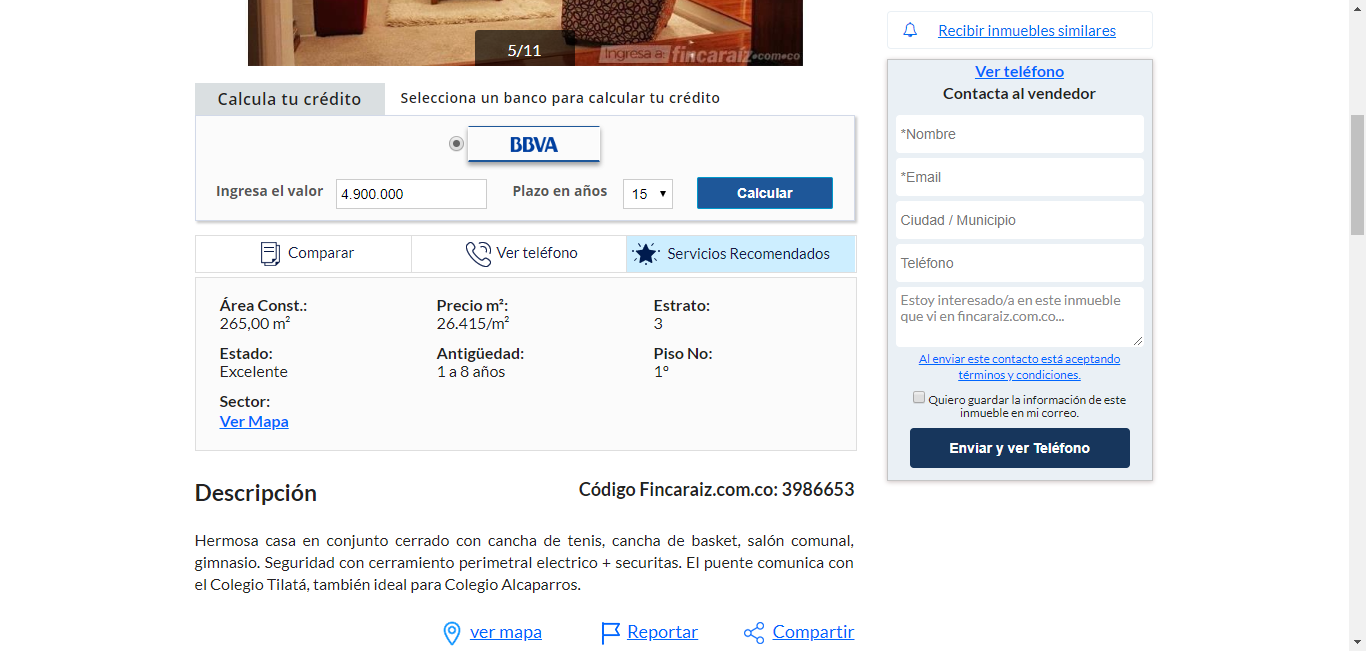 5/11
Ingresa a: fincaraíz.com.co
Calcula tu crédito
Selecciona un banco para calcular tu crédito
BBVA
Ingresa el valor
4.900.000
Plazo en años
15
Calcular
Comparar
Ver teléfono
Servicios Recomendados
Área Const.:
265,00 m²
Precio m²:
26.415/m²
Estrato:
3
Estado:
Excelente
Antigüedad:
1 a 8 años
Piso No:
1°
Sector:
Ver Mapa
Descripción
Código Fincaraiz.com.co: 3986653
Hermosa casa en conjunto cerrado con cancha de tenis, cancha de basket, salón comunal,
gimnasio. Seguridad con cerramiento perimetral electrico + securitas. El puente comunica con
el Colegio Tilatá, también ideal para Colegio Alcaparros.
ver mapa
Reportar
Compartir
Recibir inmuebles similares
Ver teléfono
Contacta al vendedor
*Nombre
*Email
Ciudad / Municipio
Teléfono
Estoy interesado/a en este inmueble
que vi en fincaraiz.com.co...
Al enviar este contacto está aceptando
términos y condiciones.
Quiero guardar la información de este
inmueble en mi correo.
Enviar y ver Teléfono